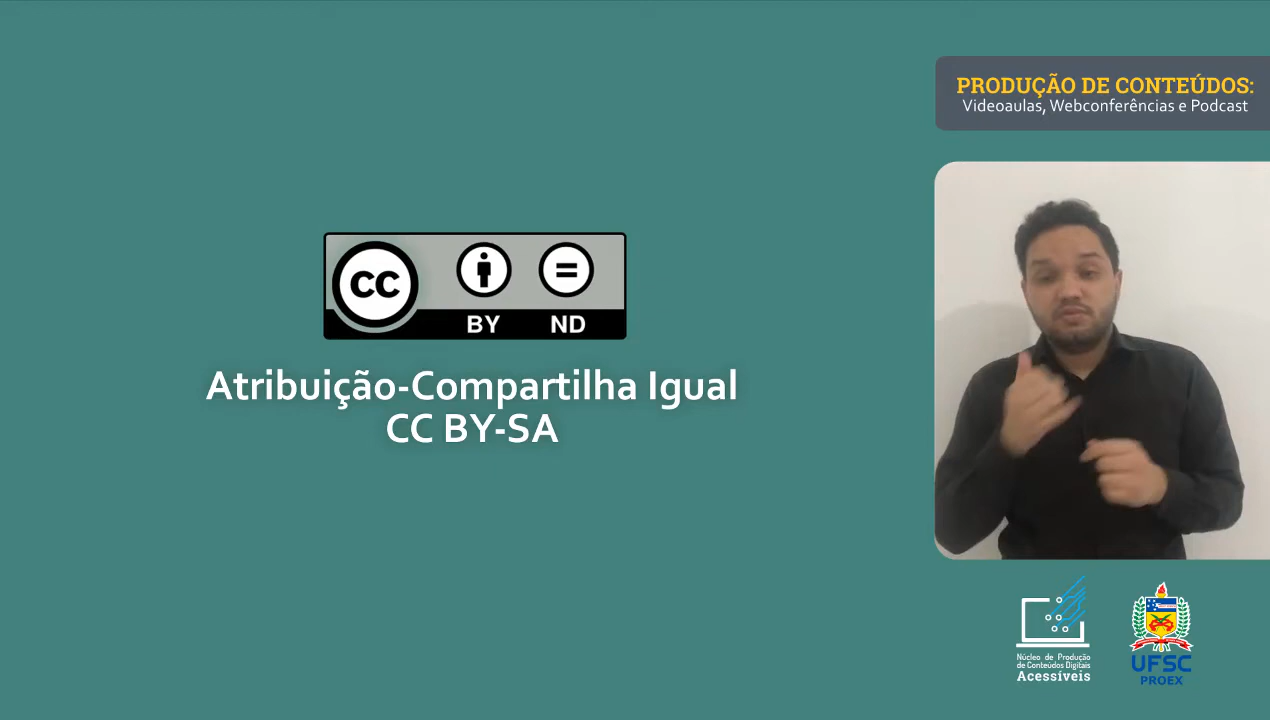 PRODUÇÃO DE CONTEÚDOS:
Videoaulas, Webconferências e Podcast
CC
BY ND
Atribuição-Compartilha Igual
CC BY-SA
Núcleo de Produção
de Conteúdos Digitais
Acessíveis
UFSC
PROEX